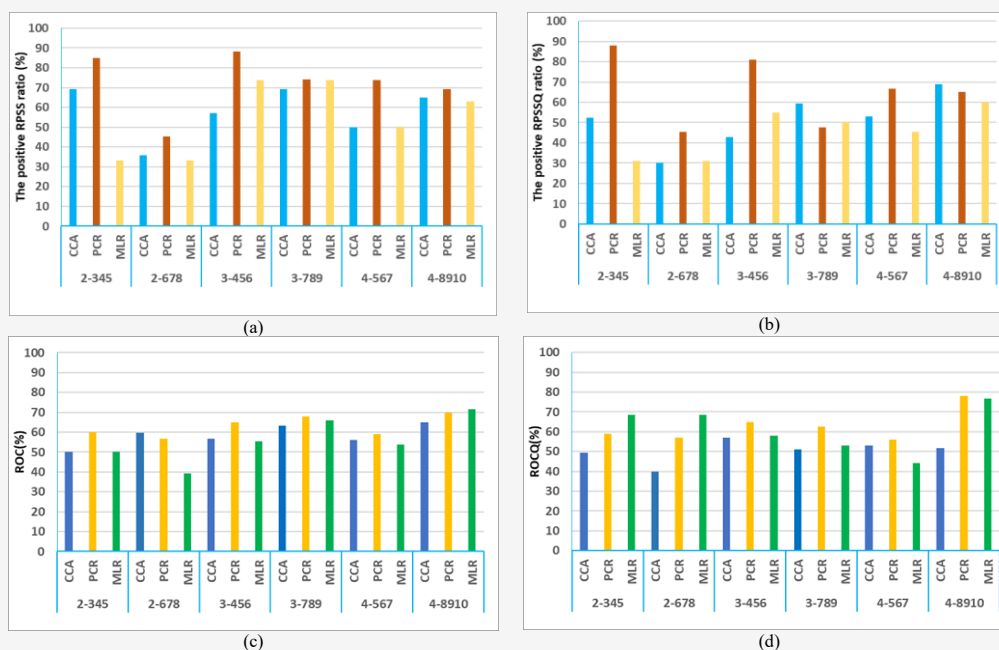 The positive RPSS ratio (%)
100
90
80
70
60
50
40
30
20
10
0
CCA PCR MLR CCA PCR MLR CCA PCR MLR CCA PCR MLR CCA PCR MLR CCA PCR MLR
2-345 2-678 3-456 3-789 4-567 4-8910
(a)
The positive RPSSQ ratio (%)
100
90
80
70
60
50
40
30
20
10
0
CCA PCR MLR CCA PCR MLR CCA PCR MLR CCA PCR MLR CCA PCR MLR CCA PCR MLR
2-345 2-678 3-456 3-789 4-567 4-8910
(b)
ROC(%)
100
90
80
70
60
50
40
30
20
10
0
CCA PCR MLR CCA PCR MLR CCA PCR MLR CCA PCR MLR CCA PCR MLR CCA PCR MLR
2-345 2-678 3-456 3-789 4-567 4-8910
(c)
ROCQ(%)
100
90
80
70
60
50
40
30
20
10
0
CCA PCR MLR CCA PCR MLR CCA PCR MLR CCA PCR MLR CCA PCR MLR CCA PCR MLR
2-345 2-678 3-456 3-789 4-567 4-8910
(d)